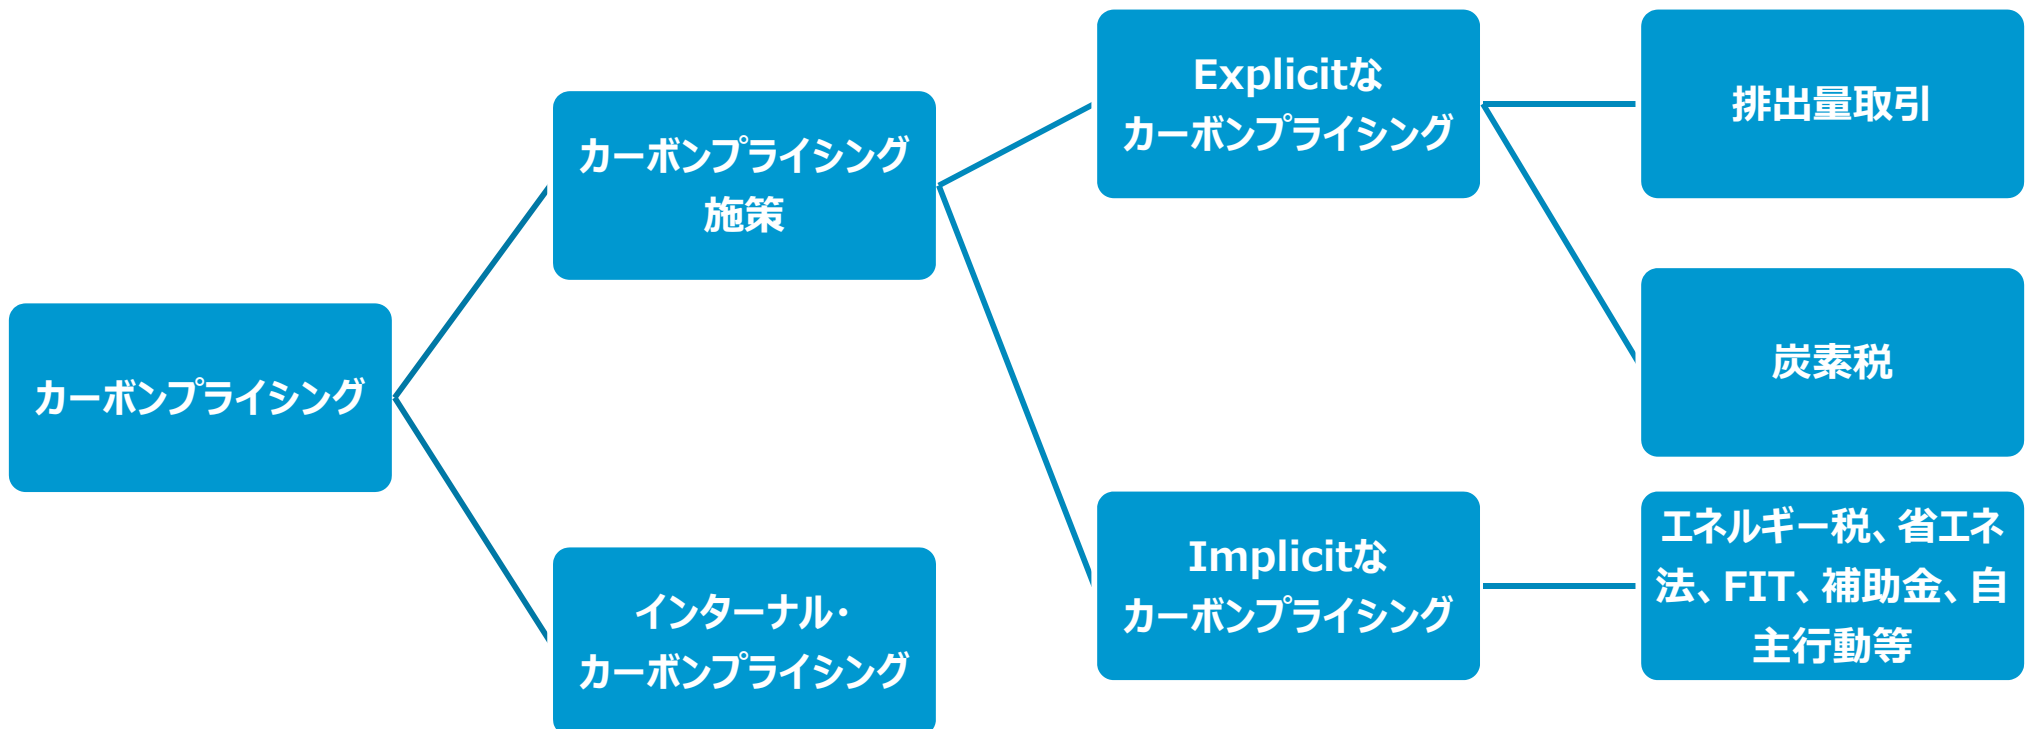 カーボンプライシング
カーボンプライシング
施策
インターナル・
カーボンプライシング
Explicitな
カーボンプライシング
Implicitな
カーボンプライシング
排出量取引
炭素税
エネルギー税、省エネ
法、FIT、補助金、自
主行動等